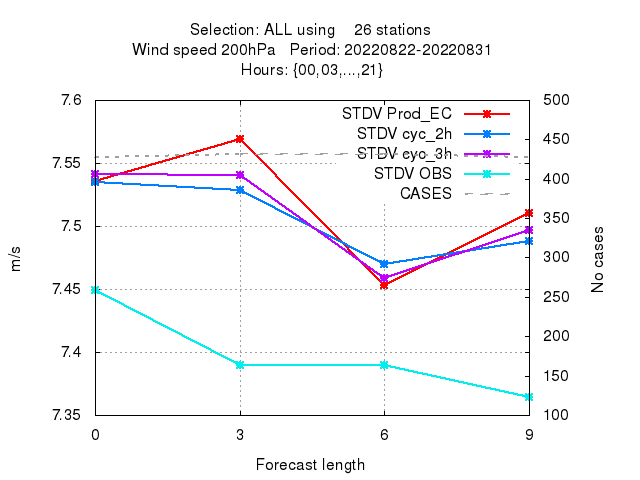 Selection: ALL using 26 stations
Wind speed 200hPa Period: 20220822-20220831
Hours: {00,03,...,21}
7.6
7.55
7.5
7.45
7.4
7.35
500
450
400
350
300
250
200
150
100
STDV Prod_EC
STDV cyc_2h
STDV cyc_3h
STDV OBS
CASES
m/s
No cases
0 3 6 9
Forecast length